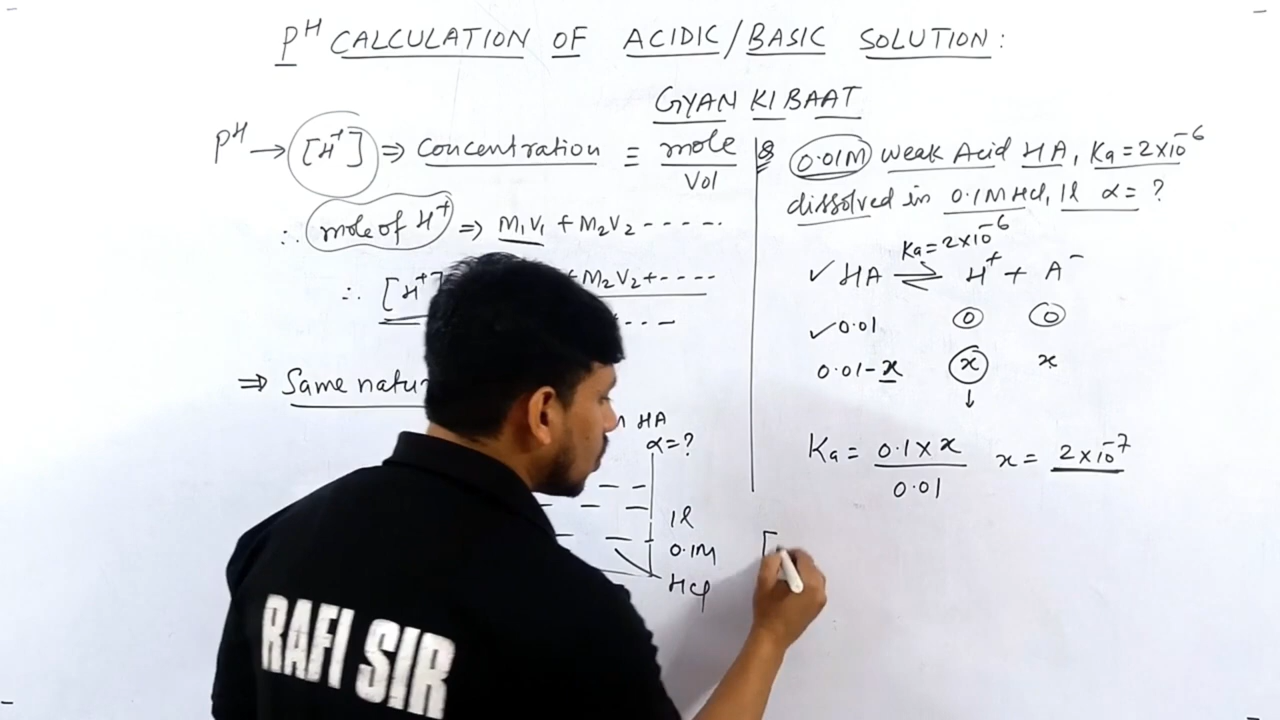 pH CALCULATION OF ACIDIC/BASIC SOLUTION:
GYAN KI BAAT
pH → [H⁺] ⇒ Concentration ≡ mole
Vol
∴ mole of H⁺ ⇒ M₁V₁ + M₂V₂ -----.
∴ [H⁺] M₂V₂+----
⇒ Same natur
HA
α=?
1l
0.1M
HCl
Q 0.01M weak Acid HA, Ka=2×10⁻⁶
dissolved in 0.1M HCl, 1l α=?
Ka=2×10⁻⁶
✓HA ⇌ H⁺ + A⁻
✓0.01 0 0
0.01-x x x
↓
Ka = 0.1×x x = 2×10⁻⁷
0.01
[
RAFI SIR